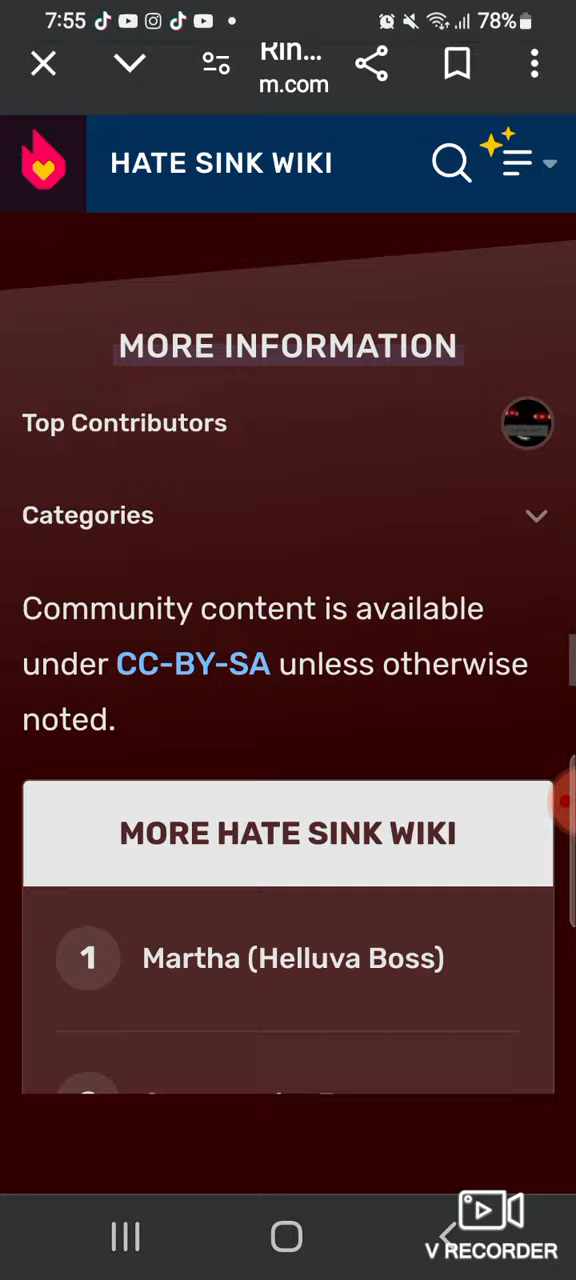 7:55
78%
Rin...
m.com
HATE SINK WIKI
MORE INFORMATION
Top Contributors
Categories
Community content is available
under CC-BY-SA unless otherwise
noted.
MORE HATE SINK WIKI
1 Martha (Helluva Boss)
V RECORDER